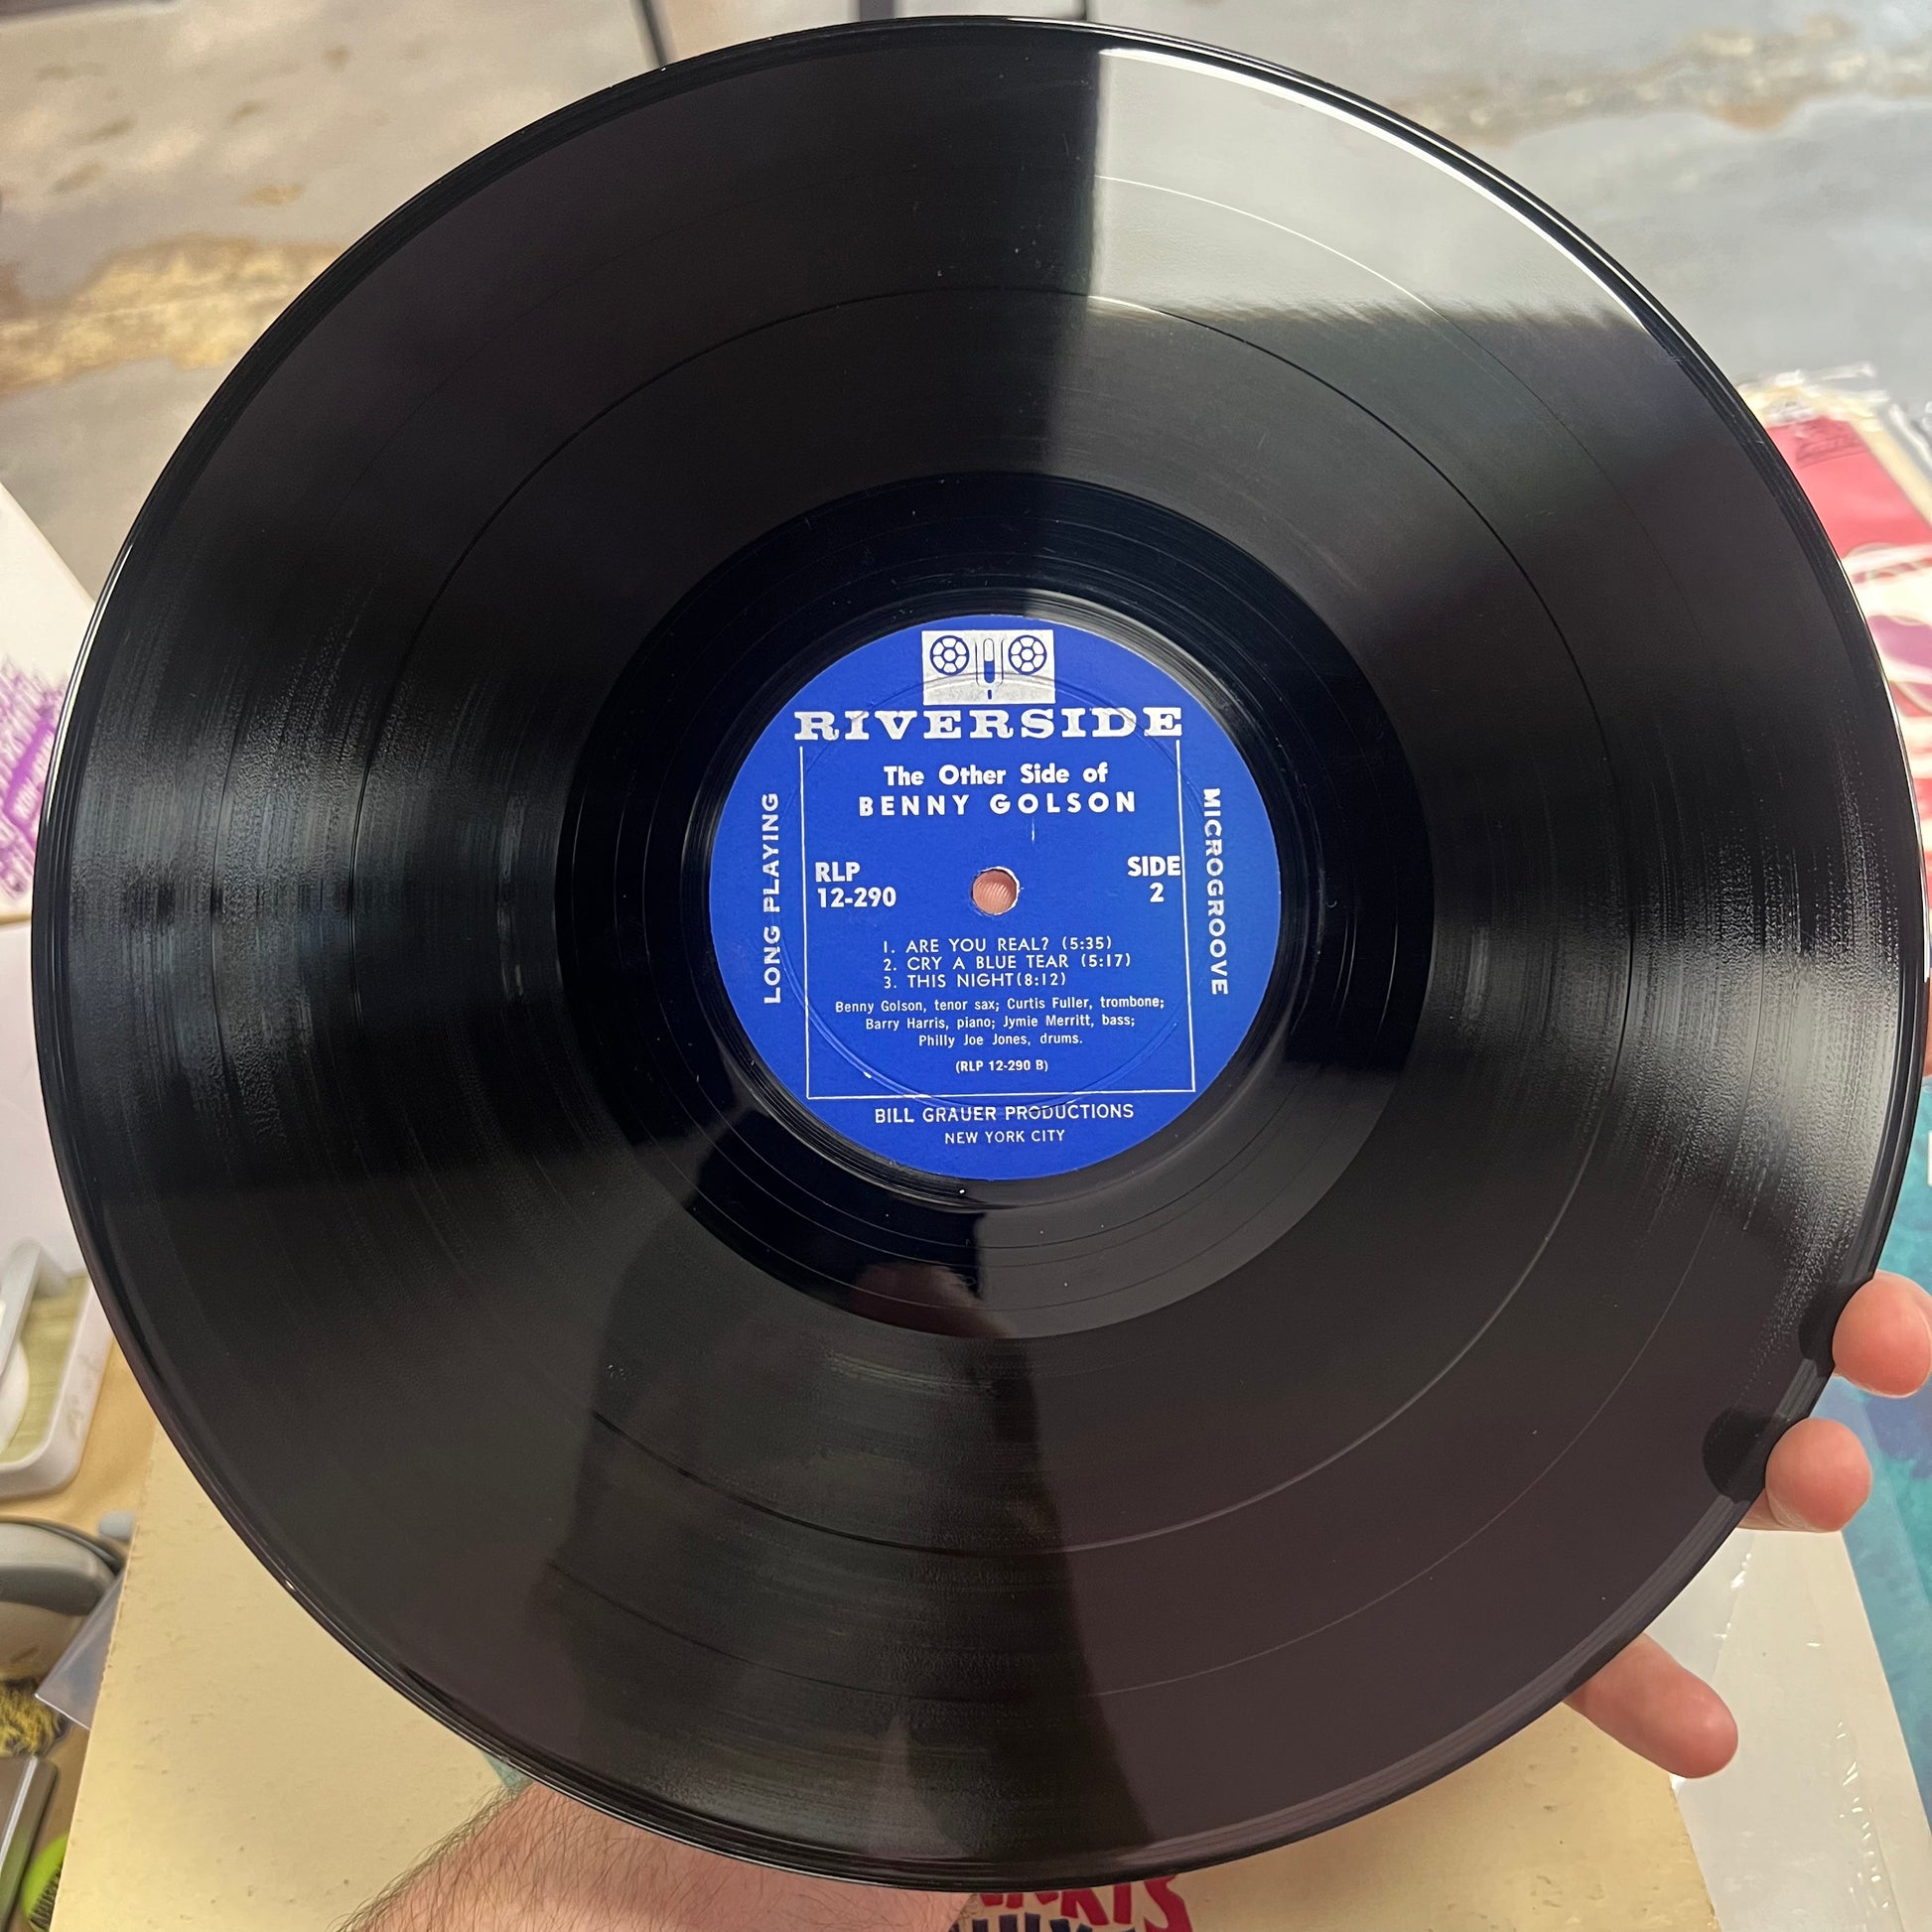 RIVERSIDE
The Other Side of
BENNY GOLSON
LONG PLAYING
MICROGROOVE
RLP
12-290
SIDE
2
1. ARE YOU REAL? (5:35)
2. CRY A BLUE TEAR (5:17)
3. THIS NIGHT(8:12)
Benny Golson, tenor sax; Curtis Fuller, trombone;
Barry Harris, piano; Jymie Merritt, bass;
Philly Joe Jones, drums.
(RLP 12-290 B)
BILL GRAUER PRODUCTIONS
NEW YORK CITY